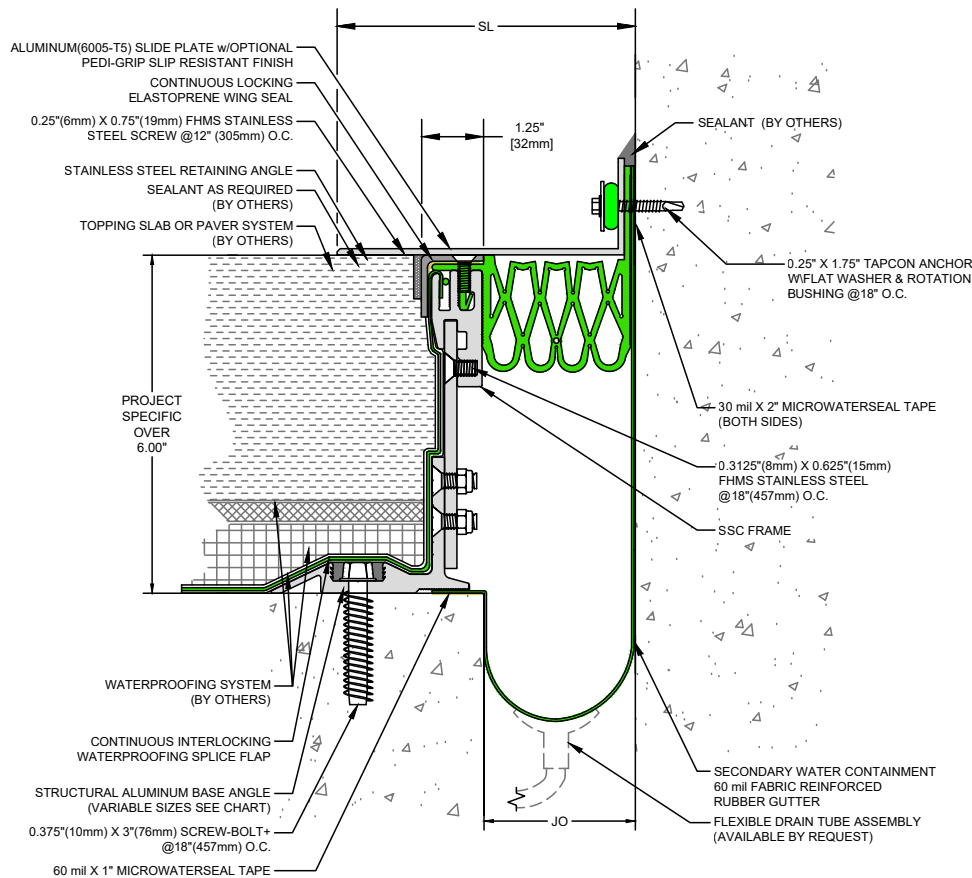 SL
ALUMINUM(6005-T5) SLIDE PLATE w/OPTIONAL
PEDI-GRIP SLIP RESISTANT FINISH
CONTINUOUS LOCKING
ELASTOPRENE WING SEAL
0.25"(6mm) X 0.75"(19mm) FHMS STAINLESS
STEEL SCREW @12" (305mm) O.C.
STAINLESS STEEL RETAINING ANGLE
SEALANT AS REQUIRED
(BY OTHERS)
TOPPING SLAB OR PAVER SYSTEM
(BY OTHERS)
1.25"
[32mm]
SEALANT (BY OTHERS)
0.25" X 1.75" TAPCON ANCHOR
W\FLAT WASHER & ROTATION
BUSHING @18" O.C.
PROJECT
SPECIFIC
OVER
6.00"
30 mil X 2" MICROWATERSEAL TAPE
(BOTH SIDES)
0.3125"(8mm) X 0.625"(15mm)
FHMS STAINLESS STEEL
@18"(457mm) O.C.
SSC FRAME
WATERPROOFING SYSTEM
(BY OTHERS)
CONTINUOUS INTERLOCKING
WATERPROOFING SPLICE FLAP
STRUCTURAL ALUMINUM BASE ANGLE
(VARIABLE SIZES SEE CHART)
0.375"(10mm) X 3"(76mm) SCREW-BOLT+
@18"(457mm) O.C.
60 mil X 1" MICROWATERSEAL TAPE
SECONDARY WATER CONTAINMENT
60 mil FABRIC REINFORCED
RUBBER GUTTER
FLEXIBLE DRAIN TUBE ASSEMBLY
(AVAILABLE BY REQUEST)
JO